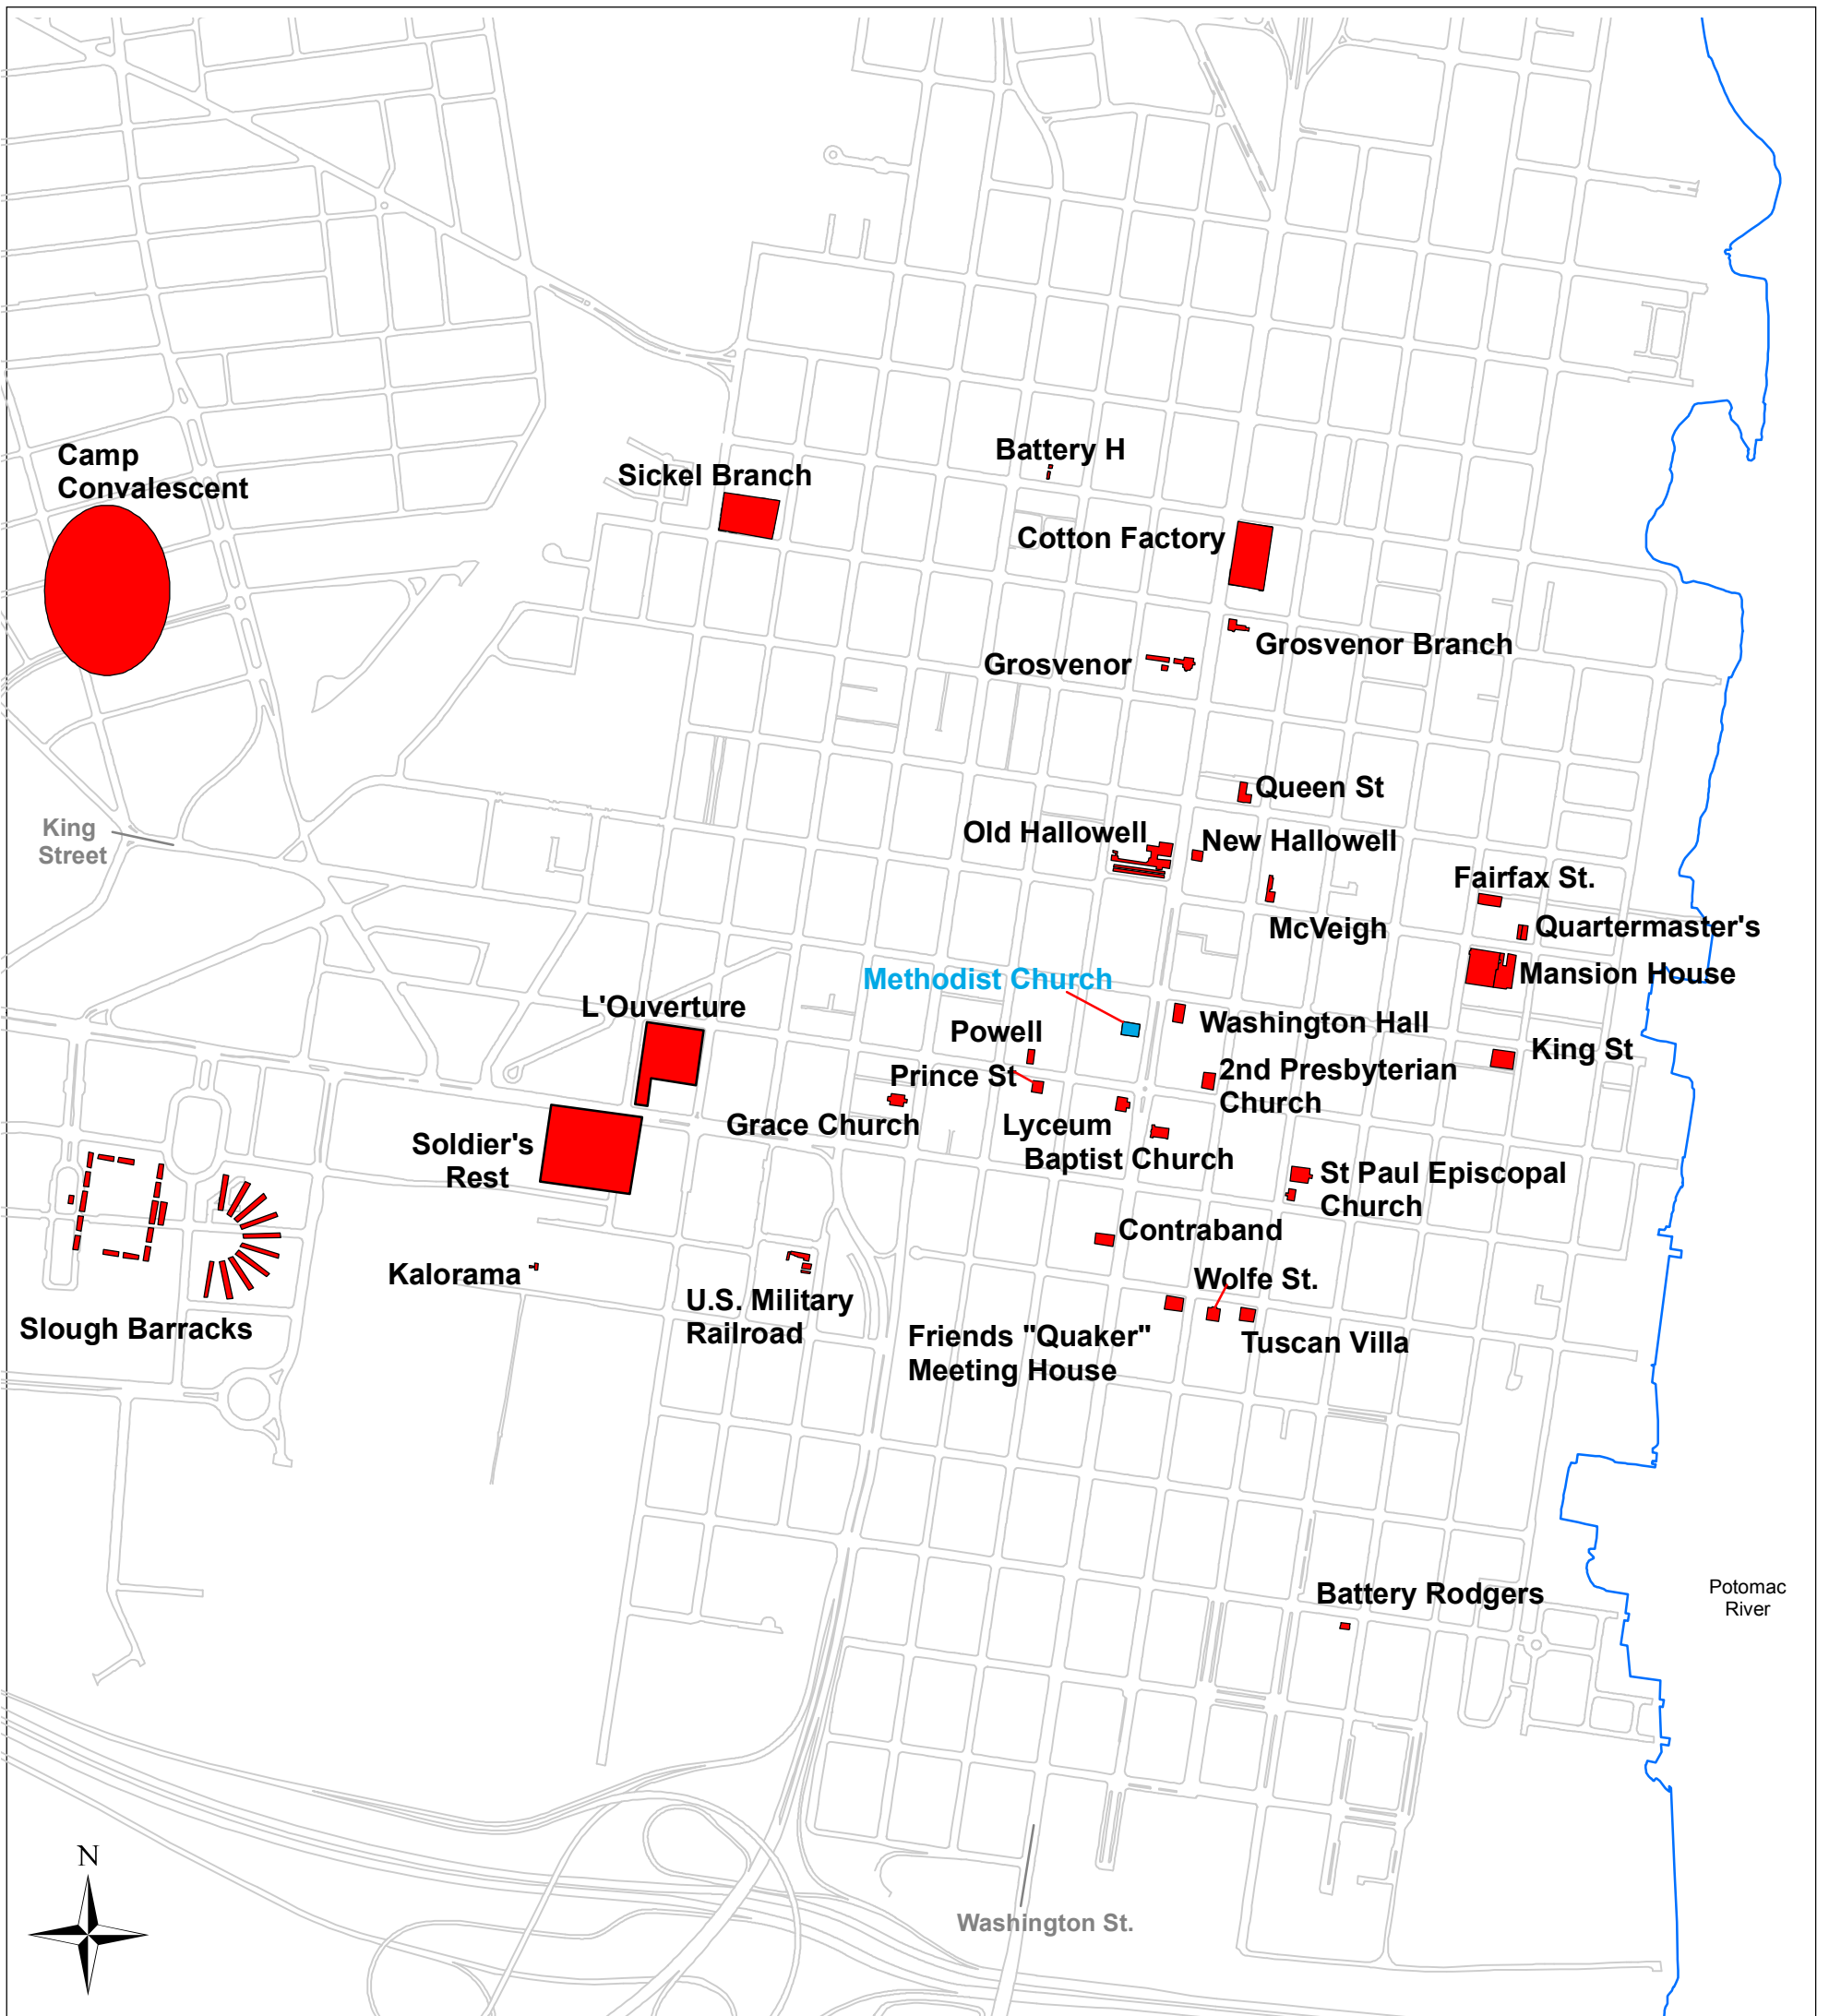 Camp
Convalescent
Sickel Branch
Battery H
Cotton Factory
Grosvenor Branch
Grosvenor
Queen St
King
Street
Old Hallowell
New Hallowell
Fairfax St.
McVeigh
Quartermaster's
Methodist Church
Mansion House
L'Ouverture
Powell
Washington Hall
King St
Prince St
2nd Presbyterian
Church
Grace Church
Lyceum
Soldier's
Rest
Baptist Church
St Paul Episcopal
Church
Contraband
Kalorama
Wolfe St.
U.S. Military
Railroad
Slough Barracks
Friends "Quaker"
Meeting House
Tuscan Villa
Battery Rodgers
Potomac
River
N
Washington St.